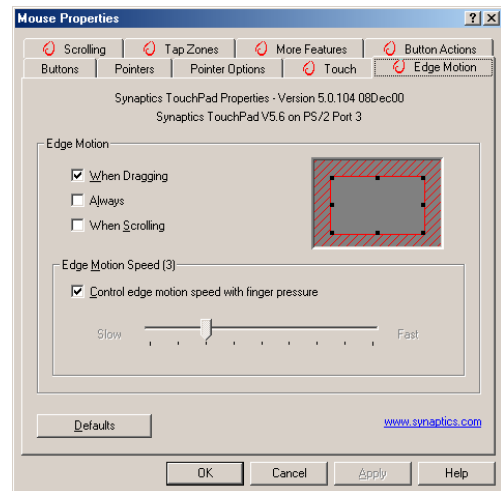 Mouse Properties
Scrolling Tap Zones More Features Button Actions
Buttons Pointers Pointer Options Touch Edge Motion
Synaptics TouchPad Properties - Version 5.0.104 08Dec00
Synaptics TouchPad V5.6 on PS/2 Port 3
Edge Motion
When Dragging
Always
When Scrolling
Edge Motion Speed (3)
Control edge motion speed with finger pressure
Slow Fast
Defaults www.synaptics.com
OK Cancel Apply Help